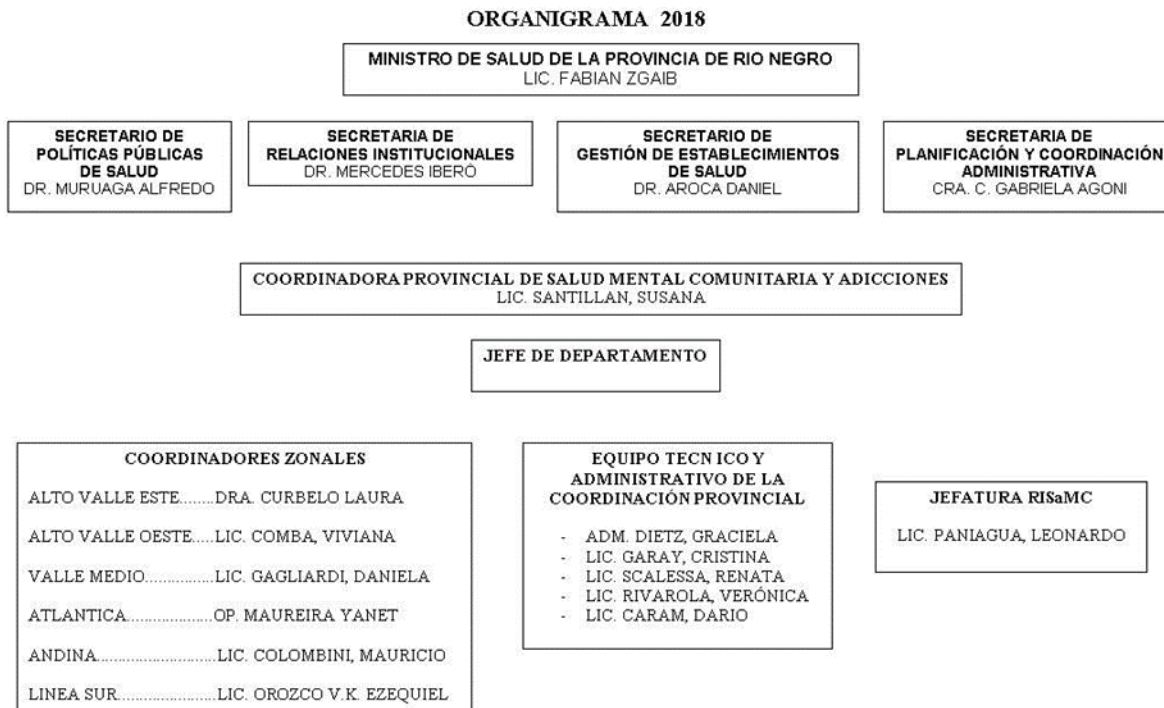 ORGANIGRAMA 2018
MINISTRO DE SALUD DE LA PROVINCIA DE RIO NEGRO
LIC. FABIAN ZGAIB
SECRETARIO DE
POLÍTICAS PÚBLICAS
DE SALUD
DR. MURUAGA ALFREDO
SECRETARIA DE
RELACIONES INSTITUCIONALES
DR. MERCEDES IBERÓ
SECRETARIO DE
GESTIÓN DE ESTABLECIMIENTOS
DE SALUD
DR. AROCA DANIEL
SECRETARIA DE
PLANIFICACIÓN Y COORDINACIÓN
ADMINISTRATIVA
CRA. C. GABRIELA AGONI
COORDINADORA PROVINCIAL DE SALUD MENTAL COMUNITARIA Y ADICCIONES
LIC. SANTILLAN, SUSANA
JEFE DE DEPARTAMENTO
COORDINADORES ZONALES
ALTO VALLE ESTE........DRA. CURBELO LAURA
ALTO VALLE OESTE.....LIC. COMBA, VIVIANA
VALLE MEDIO................LIC. GAGLIARDI, DANIELA
ATLANTICA....................OP. MAUREIRA YANET
ANDINA............................LIC. COLOMBINI, MAURICIO
LINEA SUR.......................LIC. OROZCO V.K. EZEQUIEL
EQUIPO TECN ICO Y
ADMINISTRATIVO DE LA
COORDINACIÓN PROVINCIAL
- ADM. DIETZ, GRACIELA
- LIC. GARAY, CRISTINA
- LIC. SCALESSA, RENATA
- LIC. RIVAROLA, VERÓNICA
- LIC. CARAM, DARIO
JEFATURA RISaMC
LIC. PANIAGUA, LEONARDO